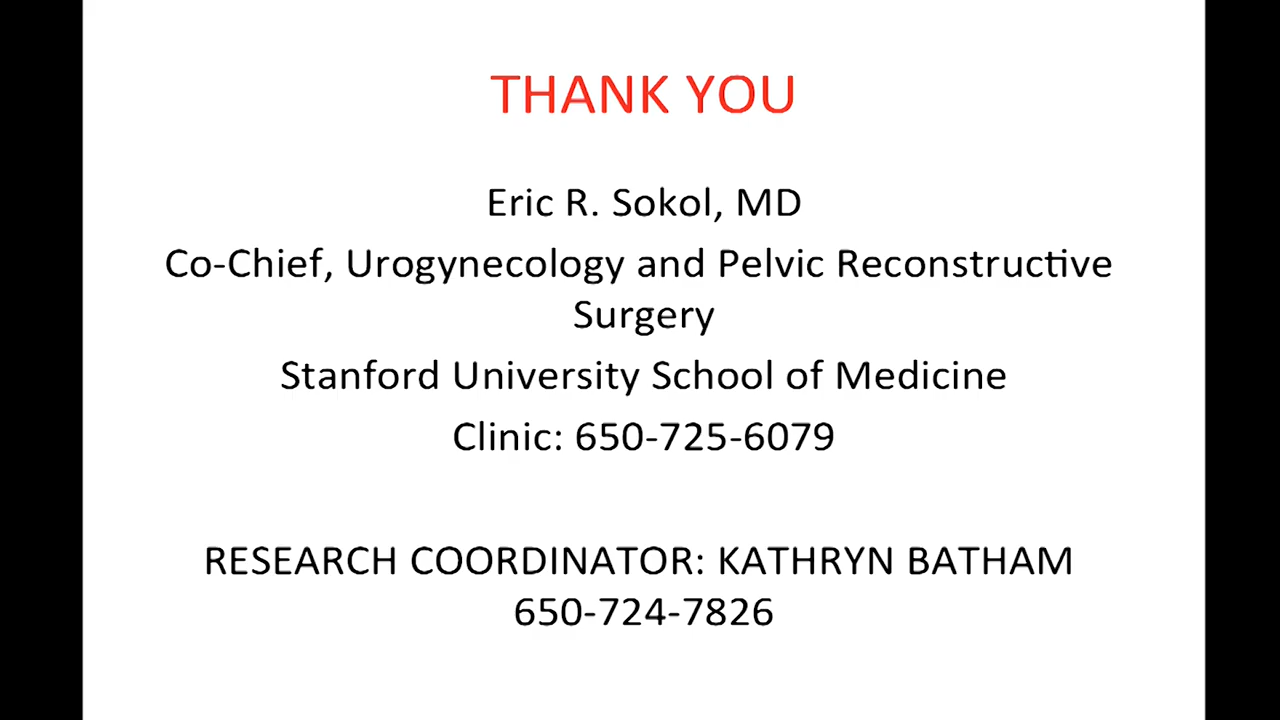 THANK YOU
Eric R. Sokol, MD
Co-Chief, Urogynecology and Pelvic Reconstructive
Surgery
Stanford University School of Medicine
Clinic: 650-725-6079
RESEARCH COORDINATOR: KATHRYN BATHAM
650-724-7826